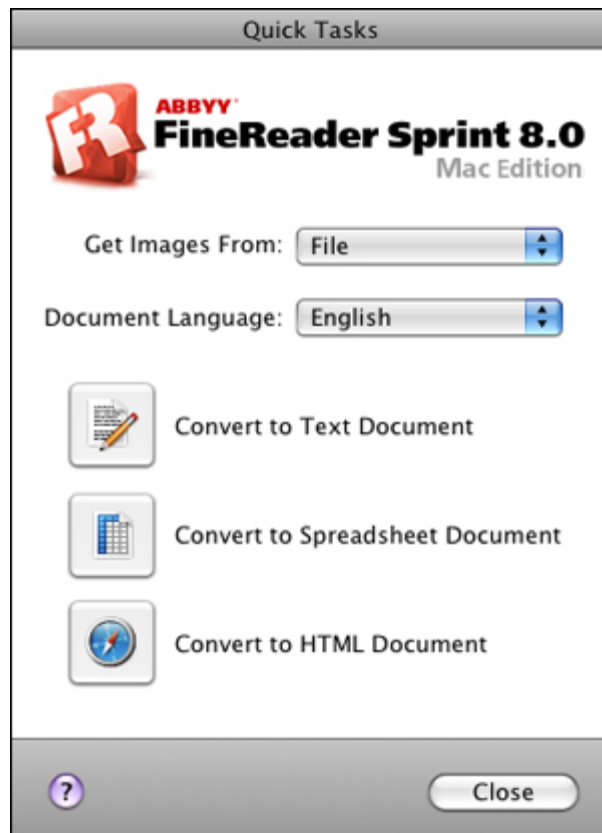 Quick Tasks
ABBYY
FineReader Sprint 8.0
Mac Edition
Get Images From: File
Document Language: English
Convert to Text Document
Convert to Spreadsheet Document
Convert to HTML Document
? Close